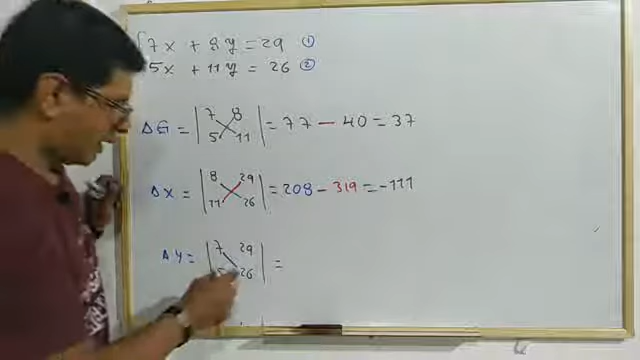 7x + 8y = 29 ①
5x + 11y = 26 ②
ΔG = | 7 8 5 11 | = 77 - 40 = 37
Δx = | 8 29 11 26 | = 208 - 319 = -111
Δy = | 7 29 5 26 | =